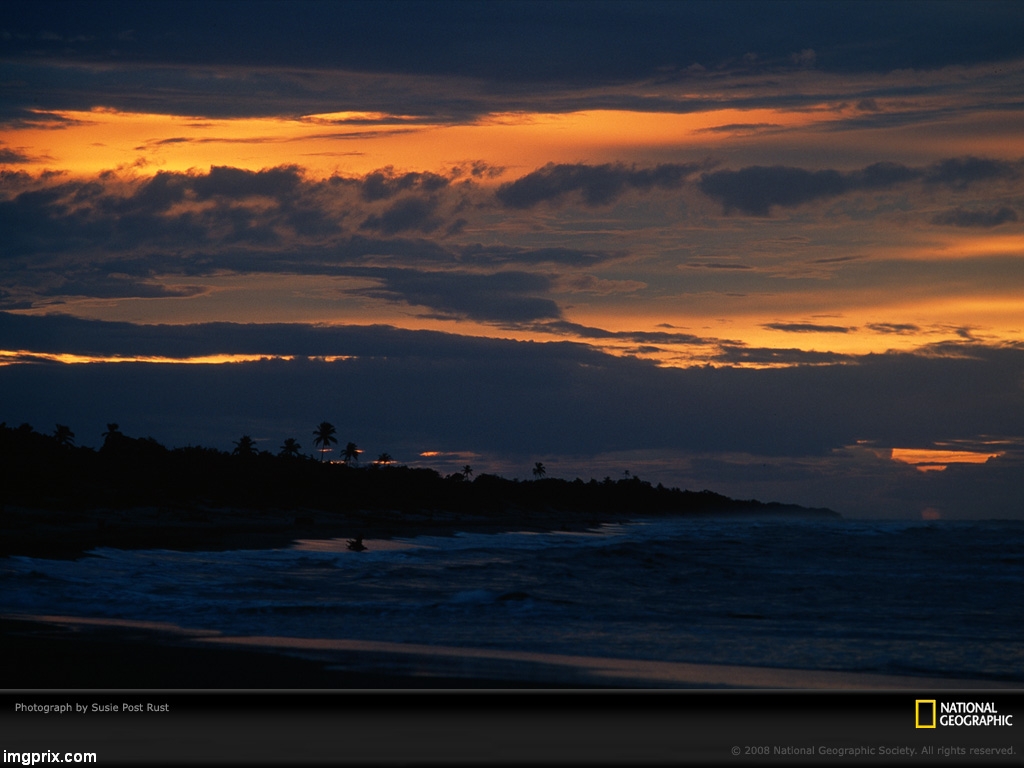 Photograph by Susie Post Rust
NATIONAL
GEOGRAPHIC
© 2008 National Geographic Society. All rights reserved.
imgprix.com